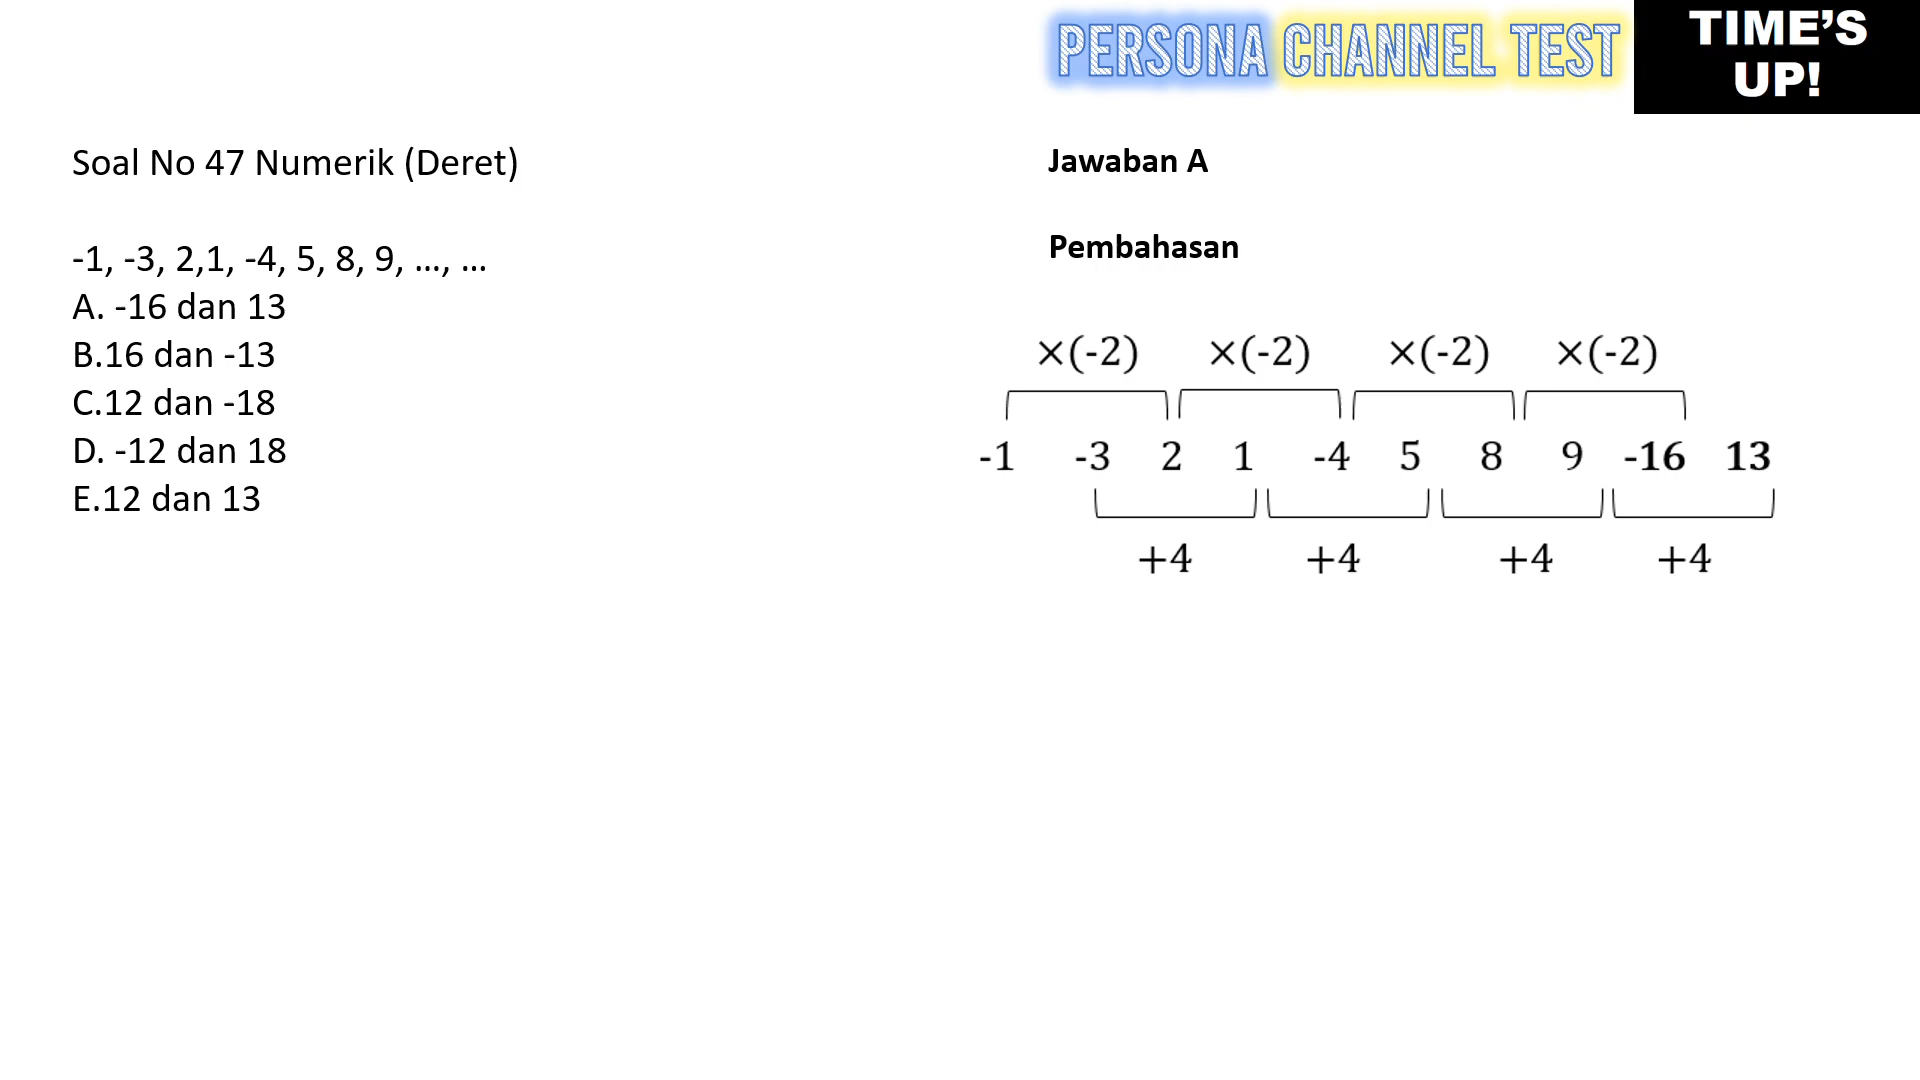 PERSONA CHANNEL TEST
TIME’S
UP!
Soal No 47 Numerik (Deret)
-1, -3, 2,1, -4, 5, 8, 9, ..., ...
A. -16 dan 13
B.16 dan -13
C.12 dan -18
D. -12 dan 18
E.12 dan 13
Jawaban A
Pembahasan
×(-2) ×(-2) ×(-2) ×(-2)
-1 -3 2 1 -4 5 8 9 -16 13
+4 +4 +4 +4